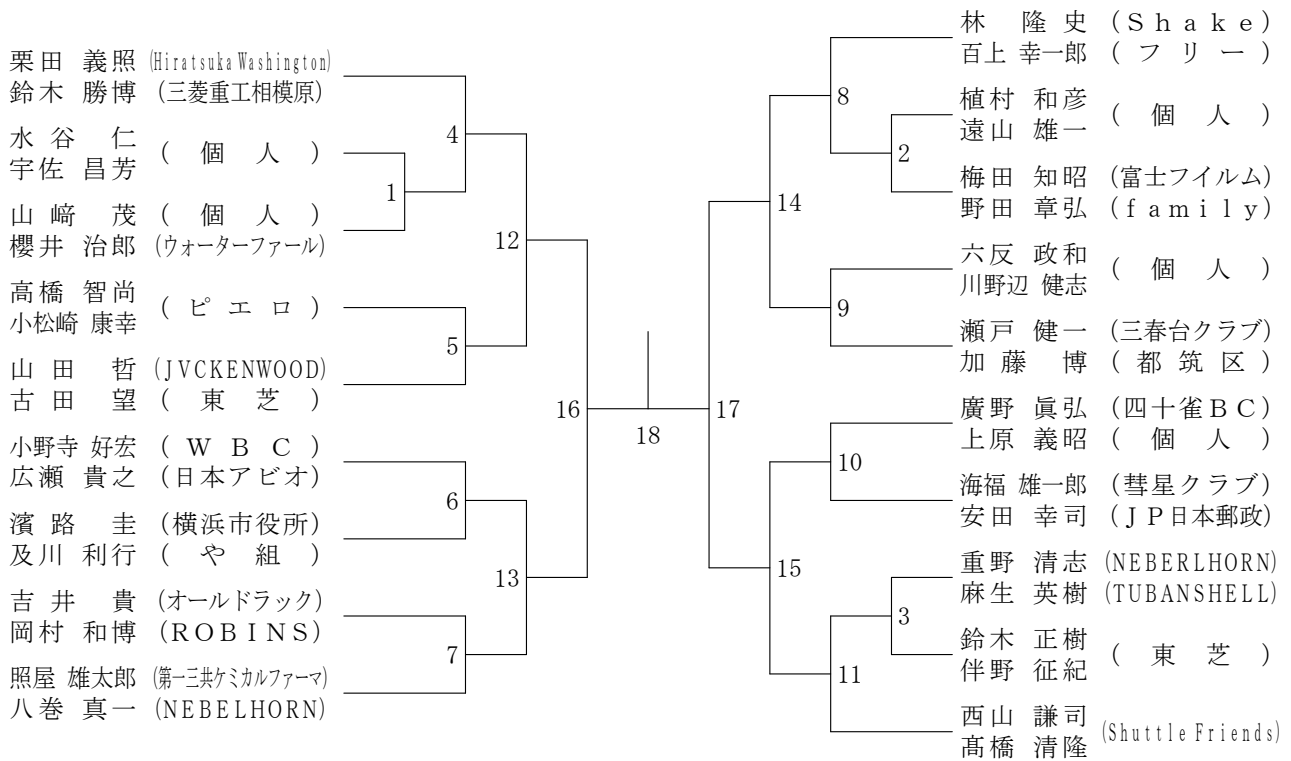 栗田 義照 (Hiratsuka Washington)
鈴木 勝博 (三菱重工相模原)
水谷 仁 (個人)
宇佐 昌芳
1
山﨑 茂 (個人)
櫻井 治郎 (ウォーターファール)
4
高橋 智尚 (ピエロ)
小松崎 康幸
5
山田 哲 (JVCKENWOOD)
古田 望 (東芝)
12
小野寺 好宏 (WBC)
広瀬 貴之 (日本アビオ)
6
濱路 圭 (横浜市役所)
及川 利行 (や組)
13
吉井 貴 (オールドラック)
岡村 和博 (ROBINS)
7
照屋 雄太郎 (第一三共ケミカルファーマ)
八巻 真一 (NEBELHORN)
16
18
17
林 隆史 (Shake)
百上 幸一郎 (フリー)
8
植村 和彦 (個人)
遠山 雄一
2
梅田 知昭 (富士フイルム)
野田 章弘 (family)
14
六反 政和 (個人)
川野辺 健志
9
瀬戸 健一 (三春台クラブ)
加藤 博 (都筑区)
廣野 眞弘 (四十雀BC)
上原 義昭 (個人)
10
海福 雄一郎 (彗星クラブ)
安田 幸司 (JP日本郵政)
15
重野 清志 (NEBERLHORN)
麻生 英樹 (TUBANSHELL)
3
鈴木 正樹 (東芝)
伴野 征紀
11
西山 謙司 (Shuttle Friends)
髙橋 清隆